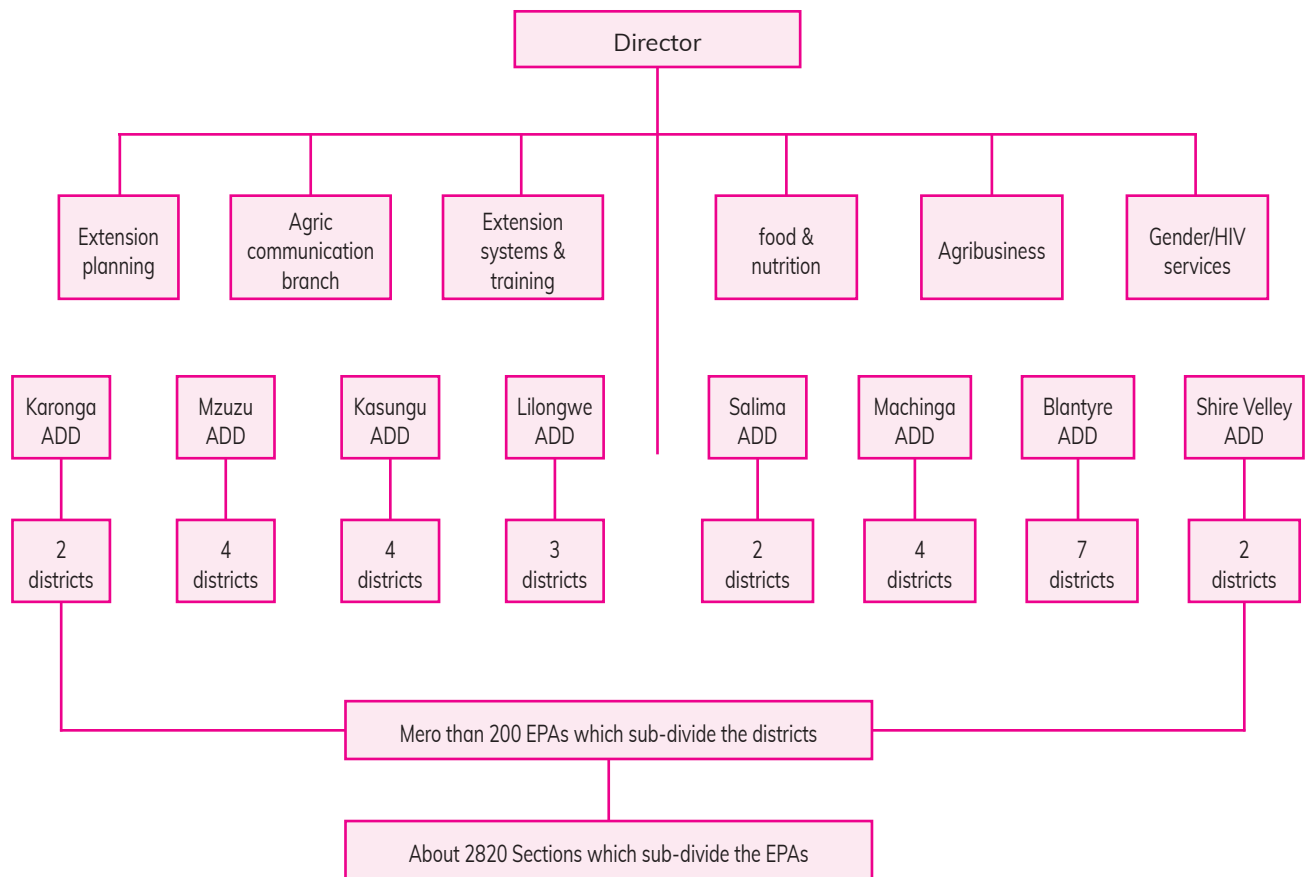 Director
Extension
planning
Agric
communication
branch
Extension
systems &
training
food &
nutrition
Agribusiness
Gender/HIV
services
Karonga
ADD
Mzuzu
ADD
Kasungu
ADD
Lilongwe
ADD
Salima
ADD
Machinga
ADD
Blantyre
ADD
Shire Velley
ADD
2
districts
4
districts
4
districts
3
districts
2
districts
4
districts
7
districts
2
districts
Mero than 200 EPAs which sub-divide the districts
About 2820 Sections which sub-divide the EPAs